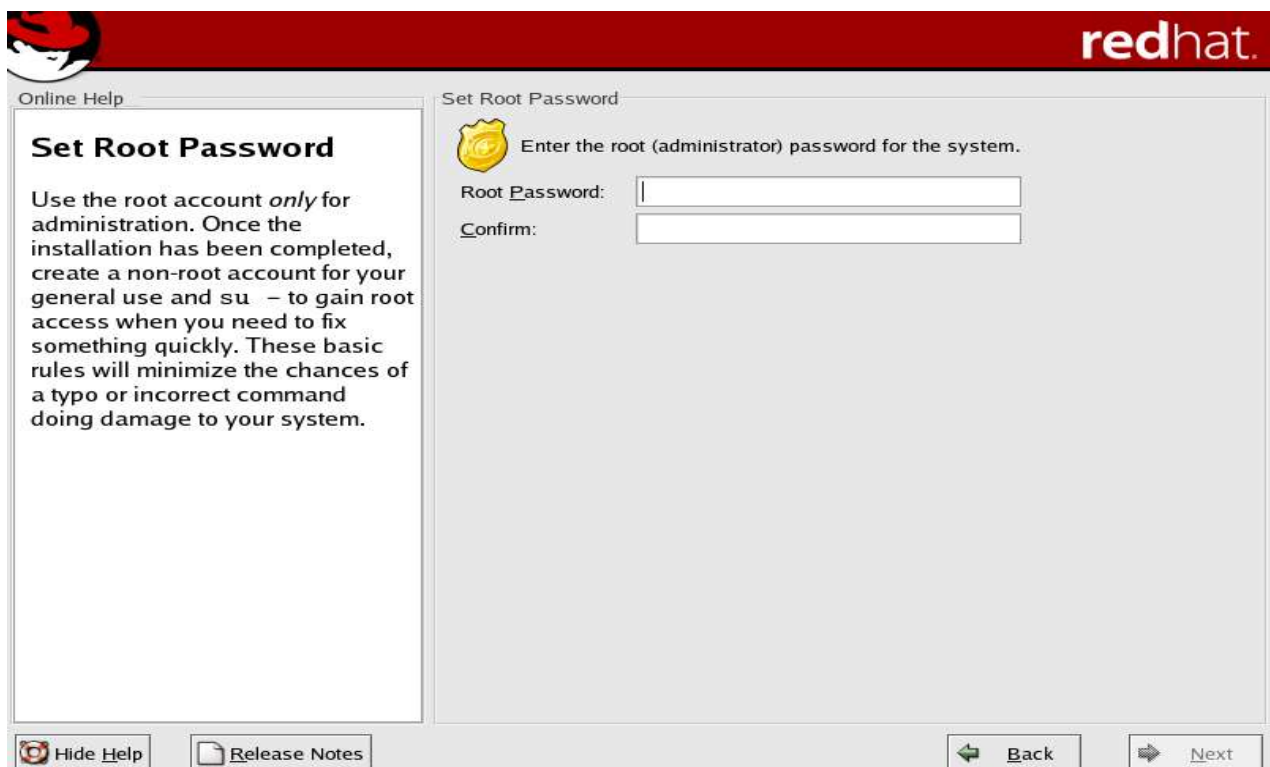 redhat.
Online Help
Set Root Password
Use the root account only for
administration. Once the
installation has been completed,
create a non-root account for your
general use and su – to gain root
access when you need to fix
something quickly. These basic
rules will minimize the chances of
a typo or incorrect command
doing damage to your system.
Set Root Password
Enter the root (administrator) password for the system.
Root Password:
Confirm:
Hide Help
Release Notes
Back
Next